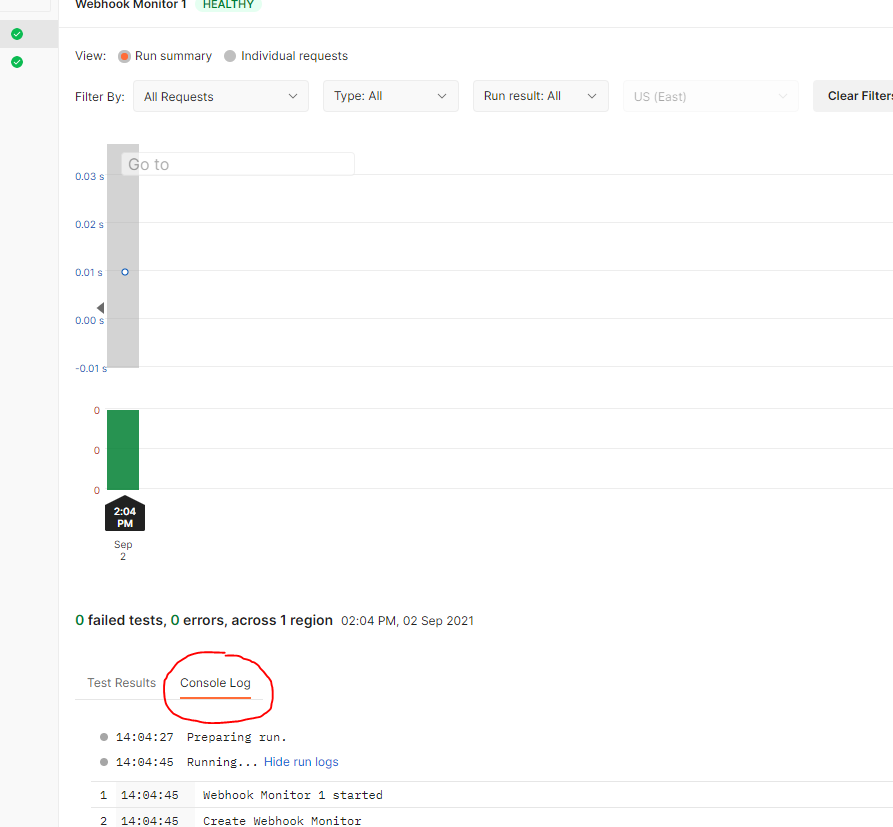 Webhook Monitor 1 HEALTHY
View: Run summary Individual requests
Filter By: All Requests Type: All Run result: All US (East) Clear Filters
Go to
0.03 s
0.02 s
0.01 s
0.00 s
-0.01 s
0
0
0
2:04
PM
Sep
2
0 failed tests, 0 errors, across 1 region 02:04 PM, 02 Sep 2021
Test Results Console Log
14:04:27 Preparing run.
14:04:45 Running... Hide run logs
1 14:04:45 Webhook Monitor 1 started
2 14:04:45 Create Webhook Monitor